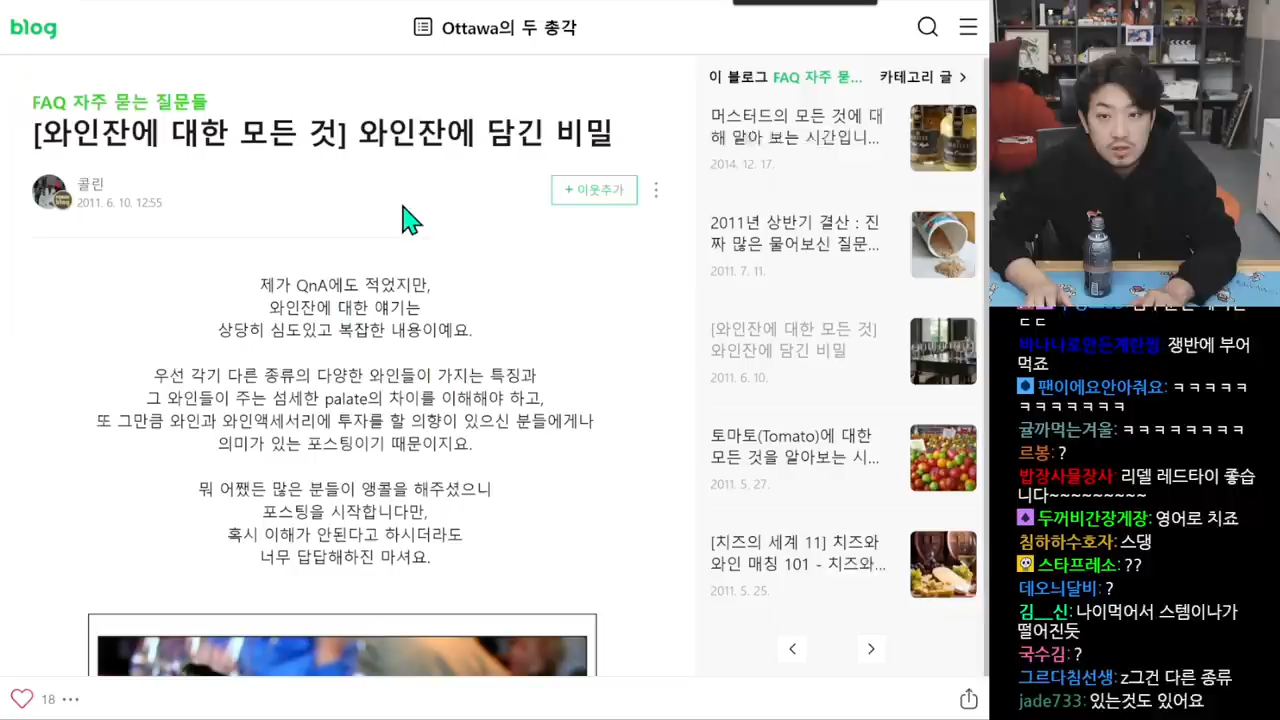 blog
Ottawa의 두 총각
FAQ 자주 묻는 질문들
[와인잔에 대한 모든 것] 와인잔에 담긴 비밀
콜린
2011. 6. 10. 12:55
+ 이웃추가
제가 QnA에도 적었지만,
와인잔에 대한 얘기는
상당히 심도있고 복잡한 내용이예요.
우선 각기 다른 종류의 다양한 와인들이 가지는 특징과
그 와인들이 주는 섬세한 palate의 차이를 이해해야 하고,
또 그만큼 와인과 와인액세서리에 투자를 할 의향이 있으신 분들에게나
의미가 있는 포스팅이기 때문이지요.
뭐 어쨌든 많은 분들이 앵콜을 해주셨으니
포스팅을 시작합니다만,
혹시 이해가 안된다고 하시더라도
너무 답답해하진 마셔요.
18
이 블로그 FAQ 자주 묻... 카테고리 글
머스터드의 모든 것에 대
해 알아 보는 시간입니...
2014. 12. 17.
2011년 상반기 결산 : 진
짜 많은 물어보신 질문...
2011. 7. 11.
[와인잔에 대한 모든 것]
와인잔에 담긴 비밀
2011. 6. 10.
토마토(Tomato)에 대한
모든 것을 알아보는 시...
2011. 5. 27.
[치즈의 세계 11] 치즈와
와인 매칭 101 - 치즈와...
2011. 5. 25.
ㄷㄷ
바나나로만든계란찜: 쟁반에 부어
먹죠
팬이에요안아줘요: ㅋㅋㅋㅋㅋ
ㅋㅋㅋㅋㅋㅋㅋ
귤까먹는겨울: ㅋㅋㅋㅋㅋㅋㅋㅋ
르봉: ?
밥장사물장사: 리델 레드타이 좋습
니다~~~~~~~~~
두꺼비간장게장: 영어로 치죠
침하하수호자: 스댕
스타프레소: ??
데오늬달비: ?
김__신: 나이먹어서 스템이나가
떨어진듯
국수김: ?
그르다침선생: z그건 다른 종류
jade733: 있는것도 있어요